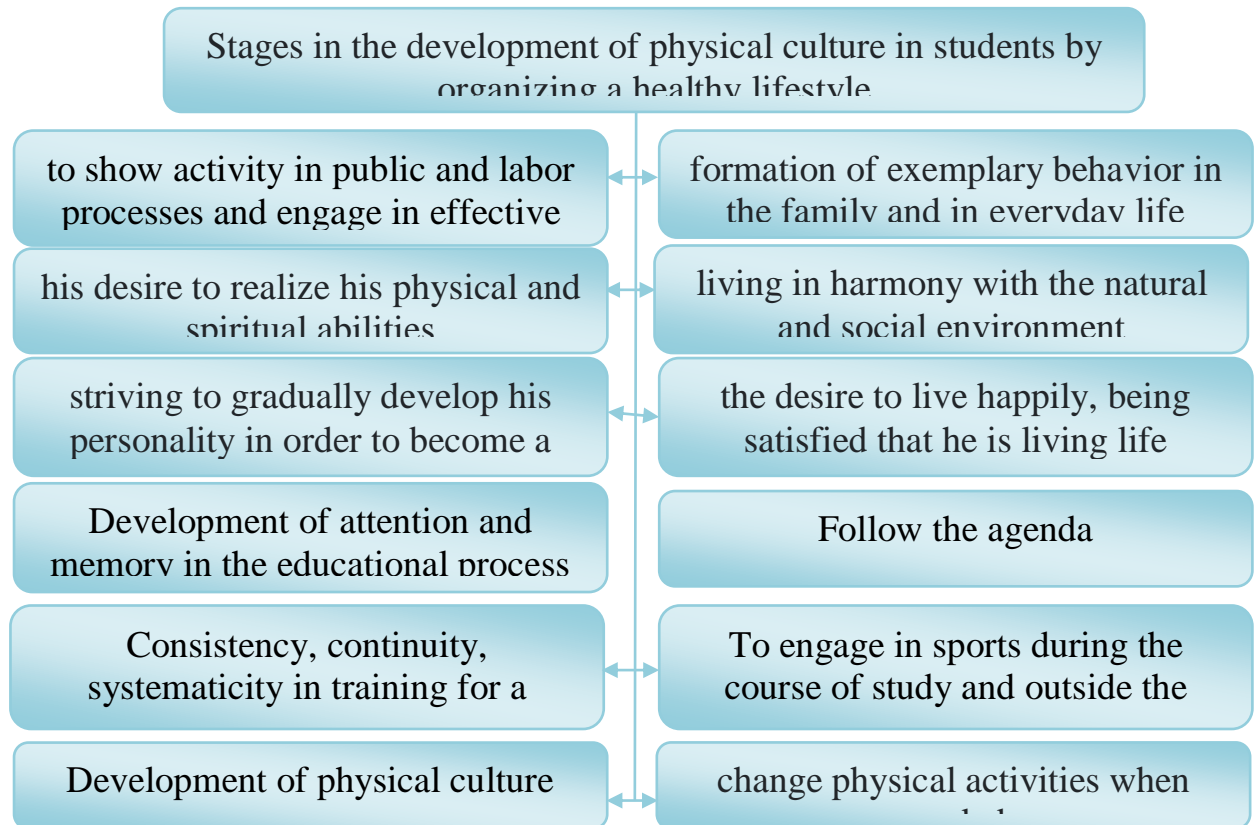 Stages in the development of physical culture in students by
organizing a healthy lifestyle
to show activity in public and labor
processes and engage in effective
formation of exemplary behavior in
the family and in everyday life
his desire to realize his physical and
spiritual abilities
living in harmony with the natural
and social environment
striving to gradually develop his
personality in order to become a
the desire to live happily, being
satisfied that he is living life
Development of attention and
memory in the educational process
Follow the agenda
Consistency, continuity,
systematicity in training for a
To engage in sports during the
course of study and outside the
Development of physical culture
change physical activities when